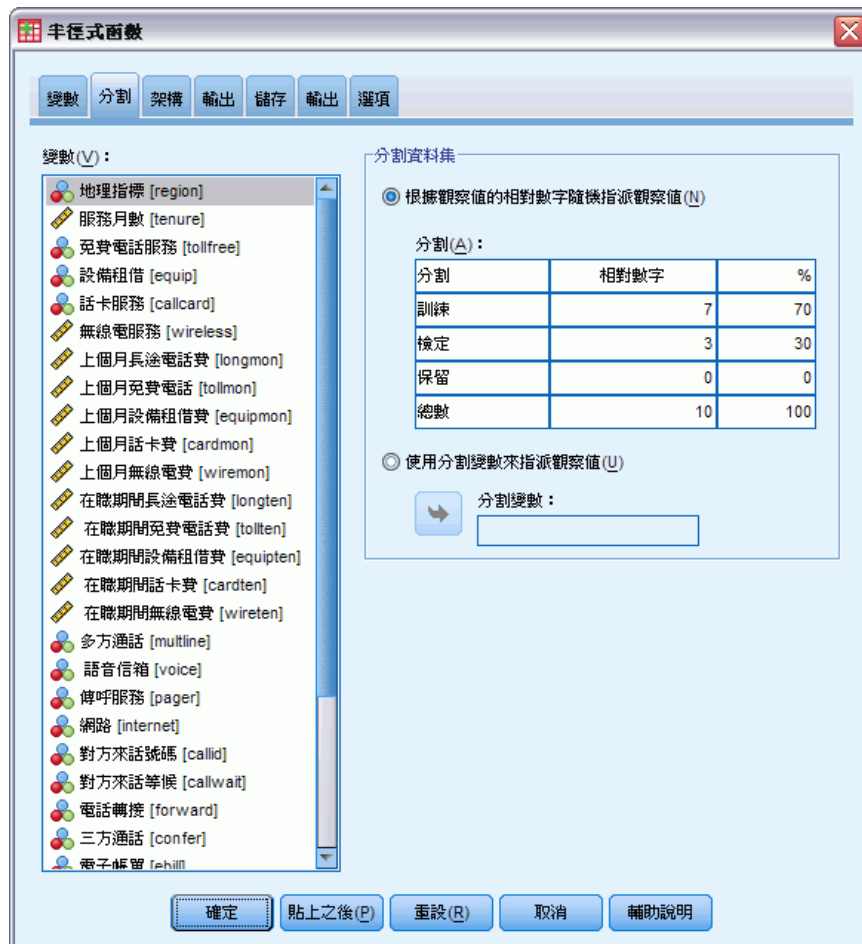 半徑式函數
變數 分割 架構 輸出 儲存 輸出 選項
變數(V)：
地理指標 [region]
服務月數 [tenure]
免費電話服務 [tollfree]
設備租借 [equip]
話卡服務 [callcard]
無線電服務 [wireless]
上個月長途電話費 [longmon]
上個月免費電話 [tollmon]
上個月設備租借費 [equipmon]
上個月話卡費 [cardmon]
上個月無線電費 [wiremon]
在職期間長途電話費 [longten]
在職期間免費電話費 [tollten]
在職期間設備租借費 [equipten]
在職期間話卡費 [cardten]
在職期間無線電費 [wireten]
多方通話 [multline]
語音信箱 [voice]
傳呼服務 [pager]
網路 [internet]
對方來話號碼 [callid]
對方來話等候 [callwait]
電話轉接 [forward]
三方通話 [confer]
電子帳單 [ebill]
分割資料集
根據觀察值的相對數字隨機指派觀察值(N)
分割(A)：
分割 相對數字 %
訓練 7 70
檢定 3 30
保留 0 0
總數 10 100
使用分割變數來指派觀察值(U)
分割變數：
確定 貼上之後(P) 重設(R) 取消 輔助說明